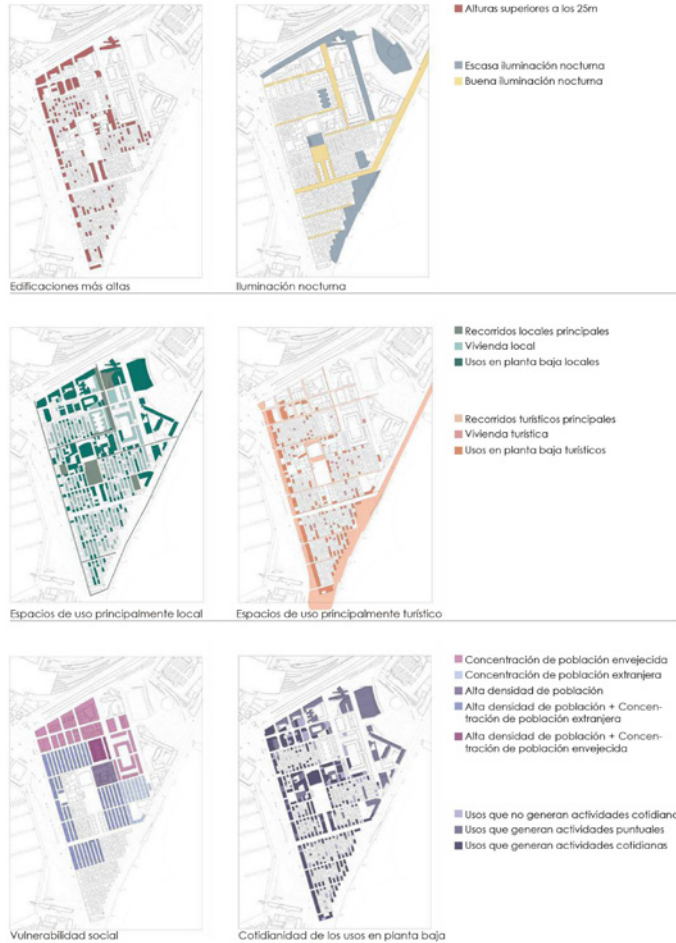 Alturas superiores a los 25m
Escasa iluminación nocturna
Buena iluminación nocturna
Edificaciones más altas
Iluminación nocturna
Recorridos locales principales
Vivienda local
Usos en planta baja locales
Recorridos turísticos principales
Vivienda turística
Usos en planta baja turísticos
Espacios de uso principalmente local
Espacios de uso principalmente turístico
Concentración de población envejecida
Concentración de población extranjera
Alta densidad de población
Alta densidad de población + Concen-
tración de población extranjera
Alta densidad de población + Concen-
tración de población envejecida
Usos que no generan actividades cotidiana
Usos que generan actividades puntuales
Usos que generan actividades cotidianas
Vulnerabilidad social
Cotidianidad de los usos en planta baja